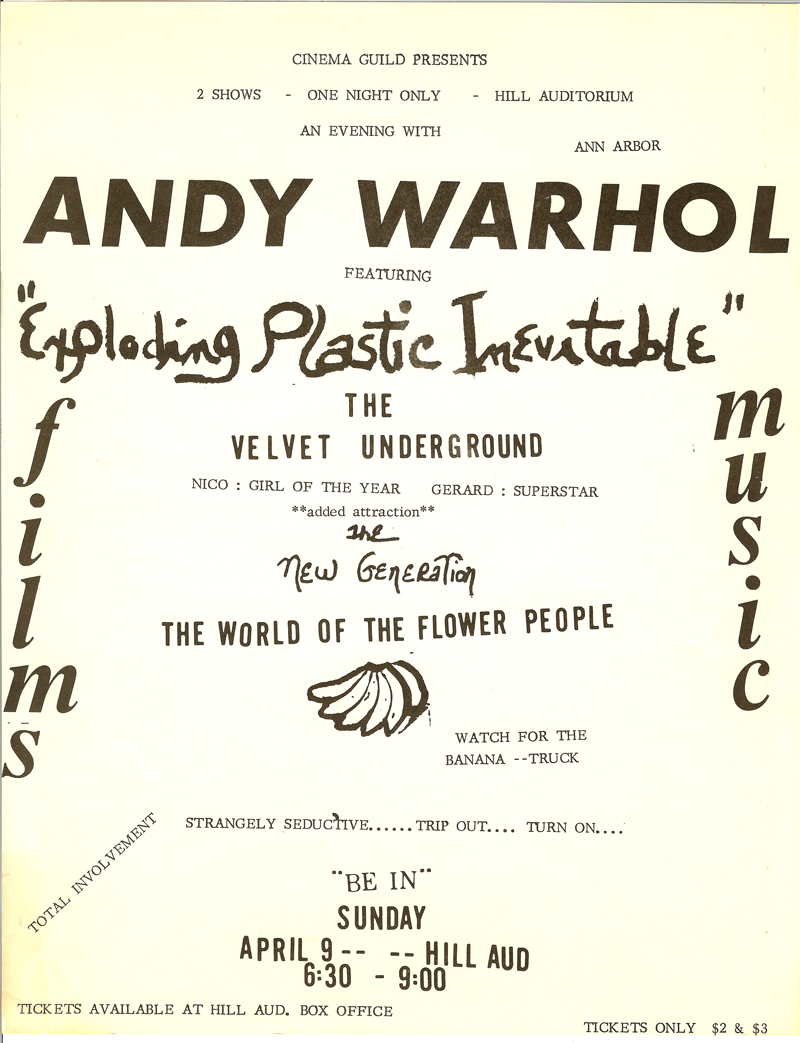 CINEMA GUILD PRESENTS
2 SHOWS - ONE NIGHT ONLY - HILL AUDITORIUM
AN EVENING WITH
ANN ARBOR
ANDY WARHOL
FEATURING
"Exploding Plastic Inevitable"
films
music
THE
VELVET UNDERGROUND
NICO : GIRL OF THE YEAR GERARD : SUPERSTAR
**added attraction**
the
NEW GENERATION
THE WORLD OF THE FLOWER PEOPLE
WATCH FOR THE
BANANA --TRUCK
STRANGELY SEDUCTIVE......TRIP OUT.... TURN ON....
TOTAL INVOLVEMENT
"BE IN"
SUNDAY
APRIL 9-- --HILL AUD
6:30 - 9:00
TICKETS AVAILABLE AT HILL AUD. BOX OFFICE
TICKETS ONLY $2 & $3